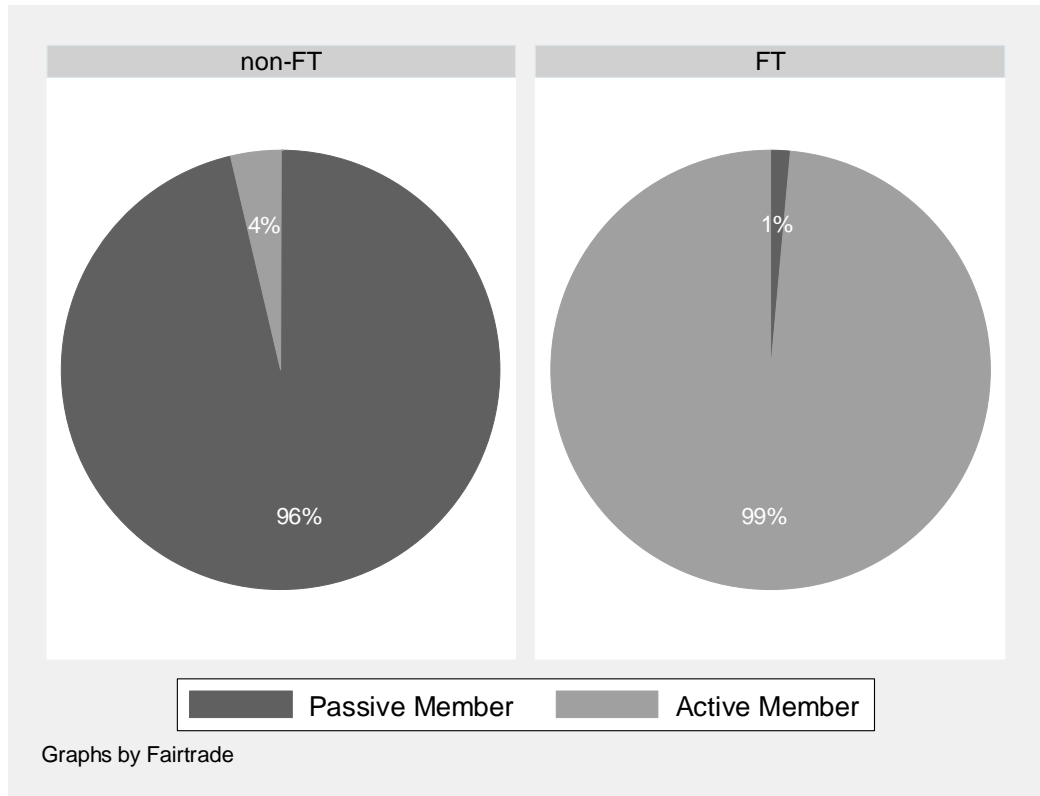 non-FT
FT
4%
96%
1%
99%
Passive Member
Active Member
Graphs by Fairtrade